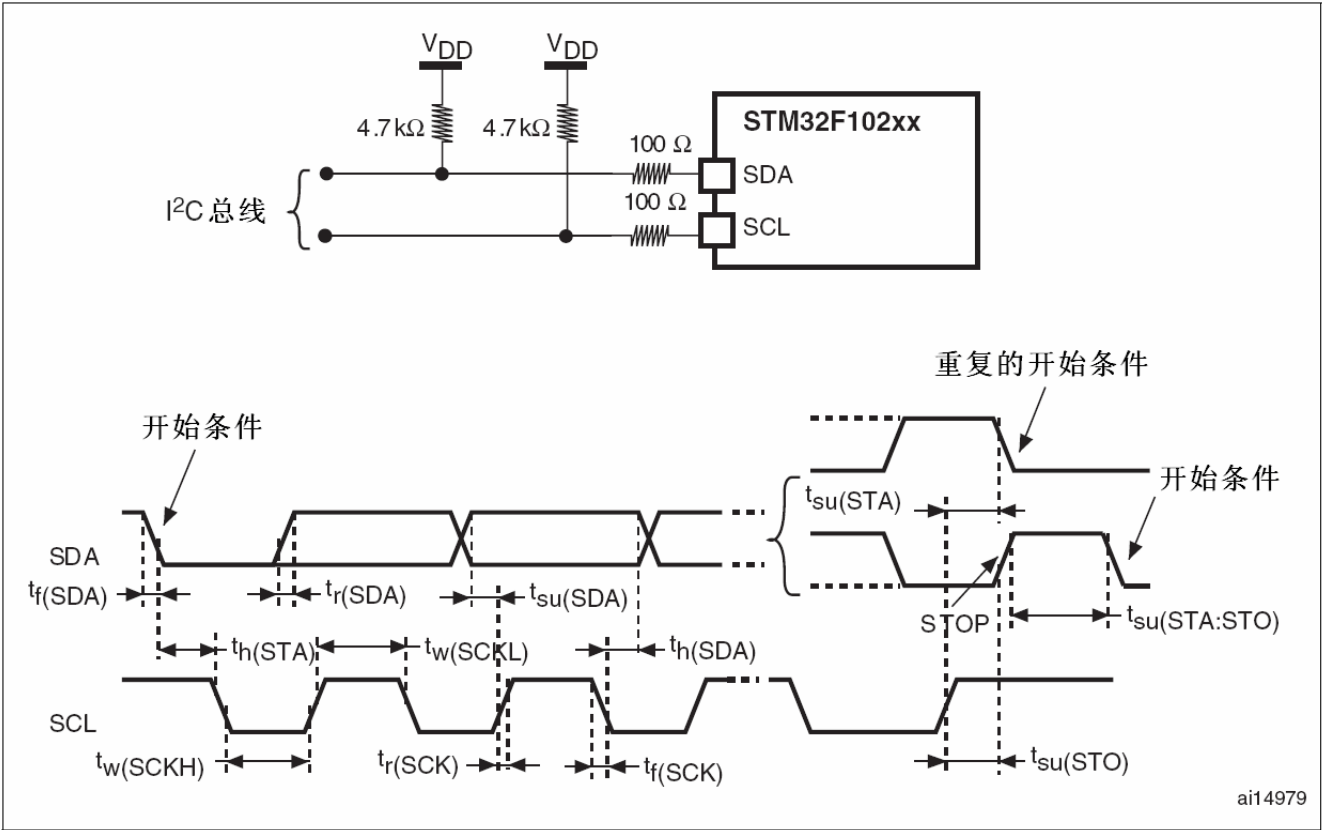 VDD
VDD
4.7kΩ
4.7kΩ
STM32F102xx
100 Ω
SDA
100 Ω
SCL
I²C总线
重复的开始条件
开始条件
开始条件
tsu(STA)
SDA
tf(SDA)
tr(SDA)
tsu(SDA)
STOP
tsu(STA:STO)
th(STA)
tw(SCKL)
th(SDA)
SCL
tw(SCKH)
tr(SCK)
tf(SCK)
tsu(STO)
ai14979